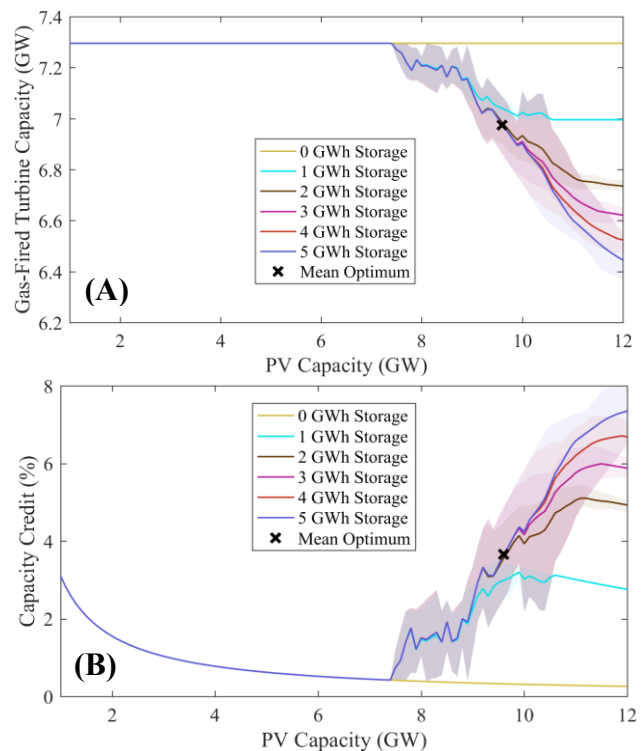 7.4
7.2
7
6.8
6.6
6.4
6.2
Gas-Fired Turbine Capacity (GW)
0 GWh Storage
1 GWh Storage
2 GWh Storage
3 GWh Storage
4 GWh Storage
5 GWh Storage
Mean Optimum
(A)
2 4 6 8 10 12
PV Capacity (GW)
8
6
4
2
0
Capacity Credit (%)
0 GWh Storage
1 GWh Storage
2 GWh Storage
3 GWh Storage
4 GWh Storage
5 GWh Storage
Mean Optimum
(B)
2 4 6 8 10 12
PV Capacity (GW)